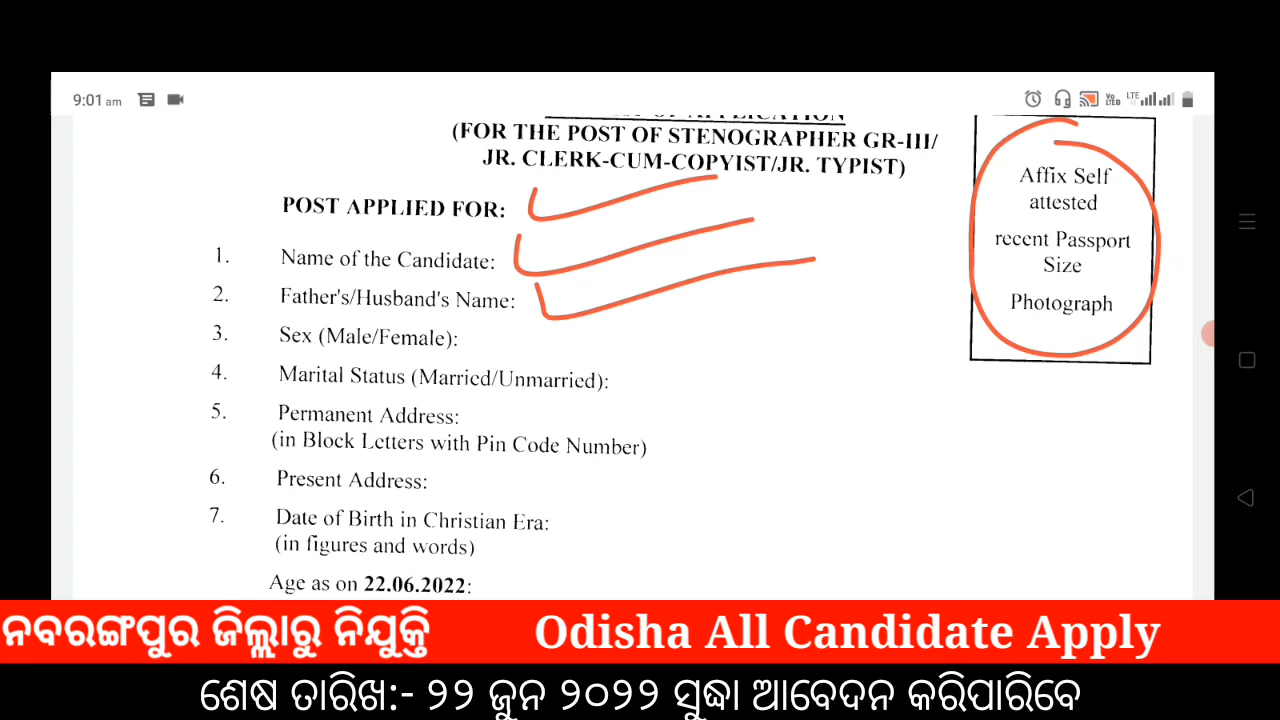 9:01 am
Vo LTED LTE
(FOR THE POST OF STENOGRAPHER GR-III/
JR. CLERK-CUM-COPYIST/JR. TYPIST)
Affix Self
attested
recent Passport
Size
Photograph
POST APPLIED FOR:
1. Name of the Candidate:
2. Father's/Husband's Name:
3. Sex (Male/Female):
4. Marital Status (Married/Unmarried):
5. Permanent Address:
(in Block Letters with Pin Code Number)
6. Present Address:
7. Date of Birth in Christian Era:
(in figures and words)
Age as on 22.06.2022:
ନବରଙ୍ଗପୁର ଜିଲ୍ଲାରୁ ନିଯୁକ୍ତି Odisha All Candidate Apply
ଶେଷ ତାରିଖ:- ୨୨ ଜୁନ ୨୦୨୨ ସୁଦ୍ଧା ଆବେଦନ କରିପାରିବେ